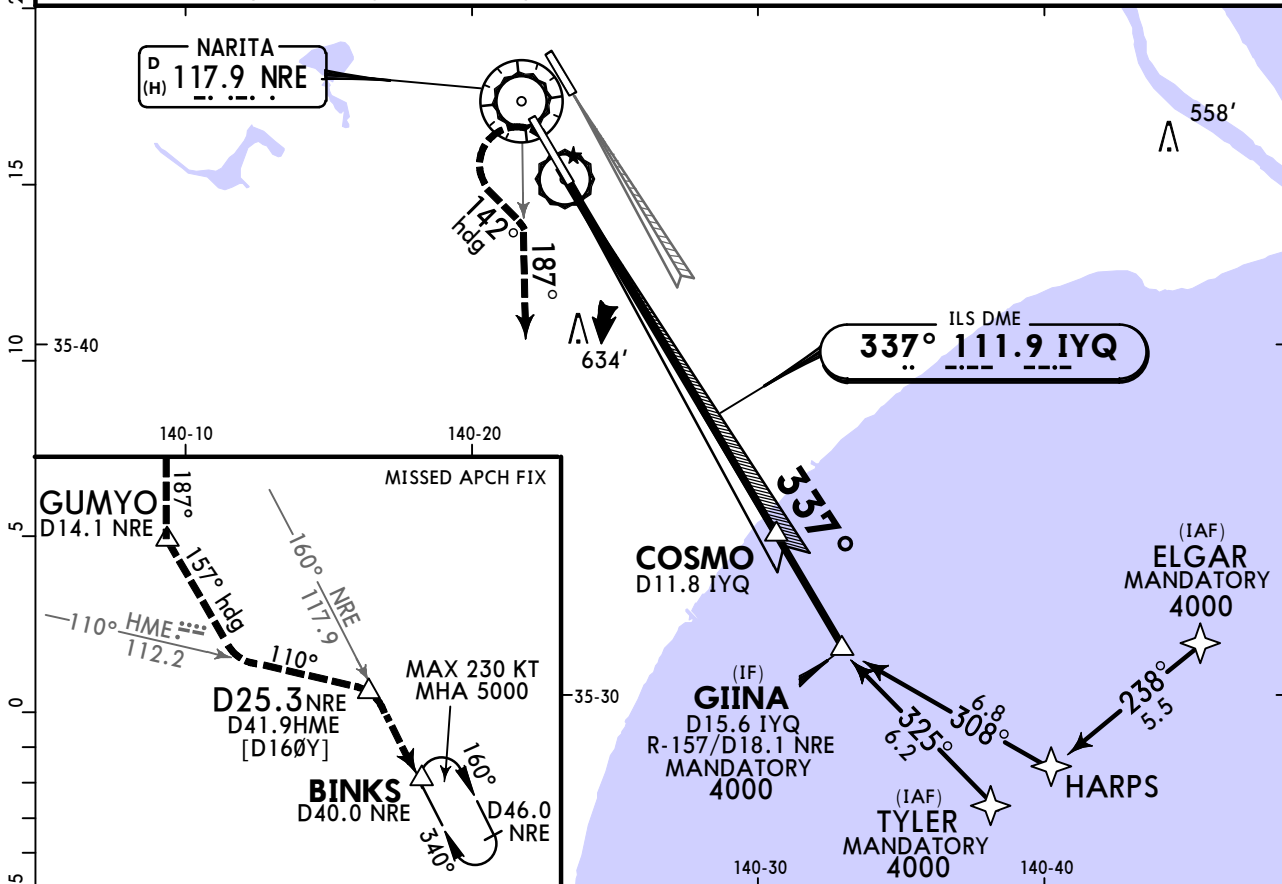 NARITA
D
(H) 117.9 NRE
558'
15
142°
hdg
187°
634'
10
35-40
ILS DME
337° 111.9 IYQ
140-10
140-20
MISSED APCH FIX
187°
GUMYO
D14.1 NRE
5
157° hdg
160° NRE
117.9
110° HME
112.2
110°
MAX 230 KT
MHA 5000
D25.3 NRE
D41.9HME
[D160Y]
0
BINKS
D40.0 NRE
160°
D46.0
NRE
340°
5
337°
COSMO
D11.8 IYQ
(IAF)
ELGAR
MANDATORY
4000
35-30
(IF)
GIINA
D15.6 IYQ
R-157/D18.1 NRE
MANDATORY
4000
238°
5.5
6.8
308°
325°
6.2
HARPS
(IAF)
TYLER
MANDATORY
4000
140-30
140-40